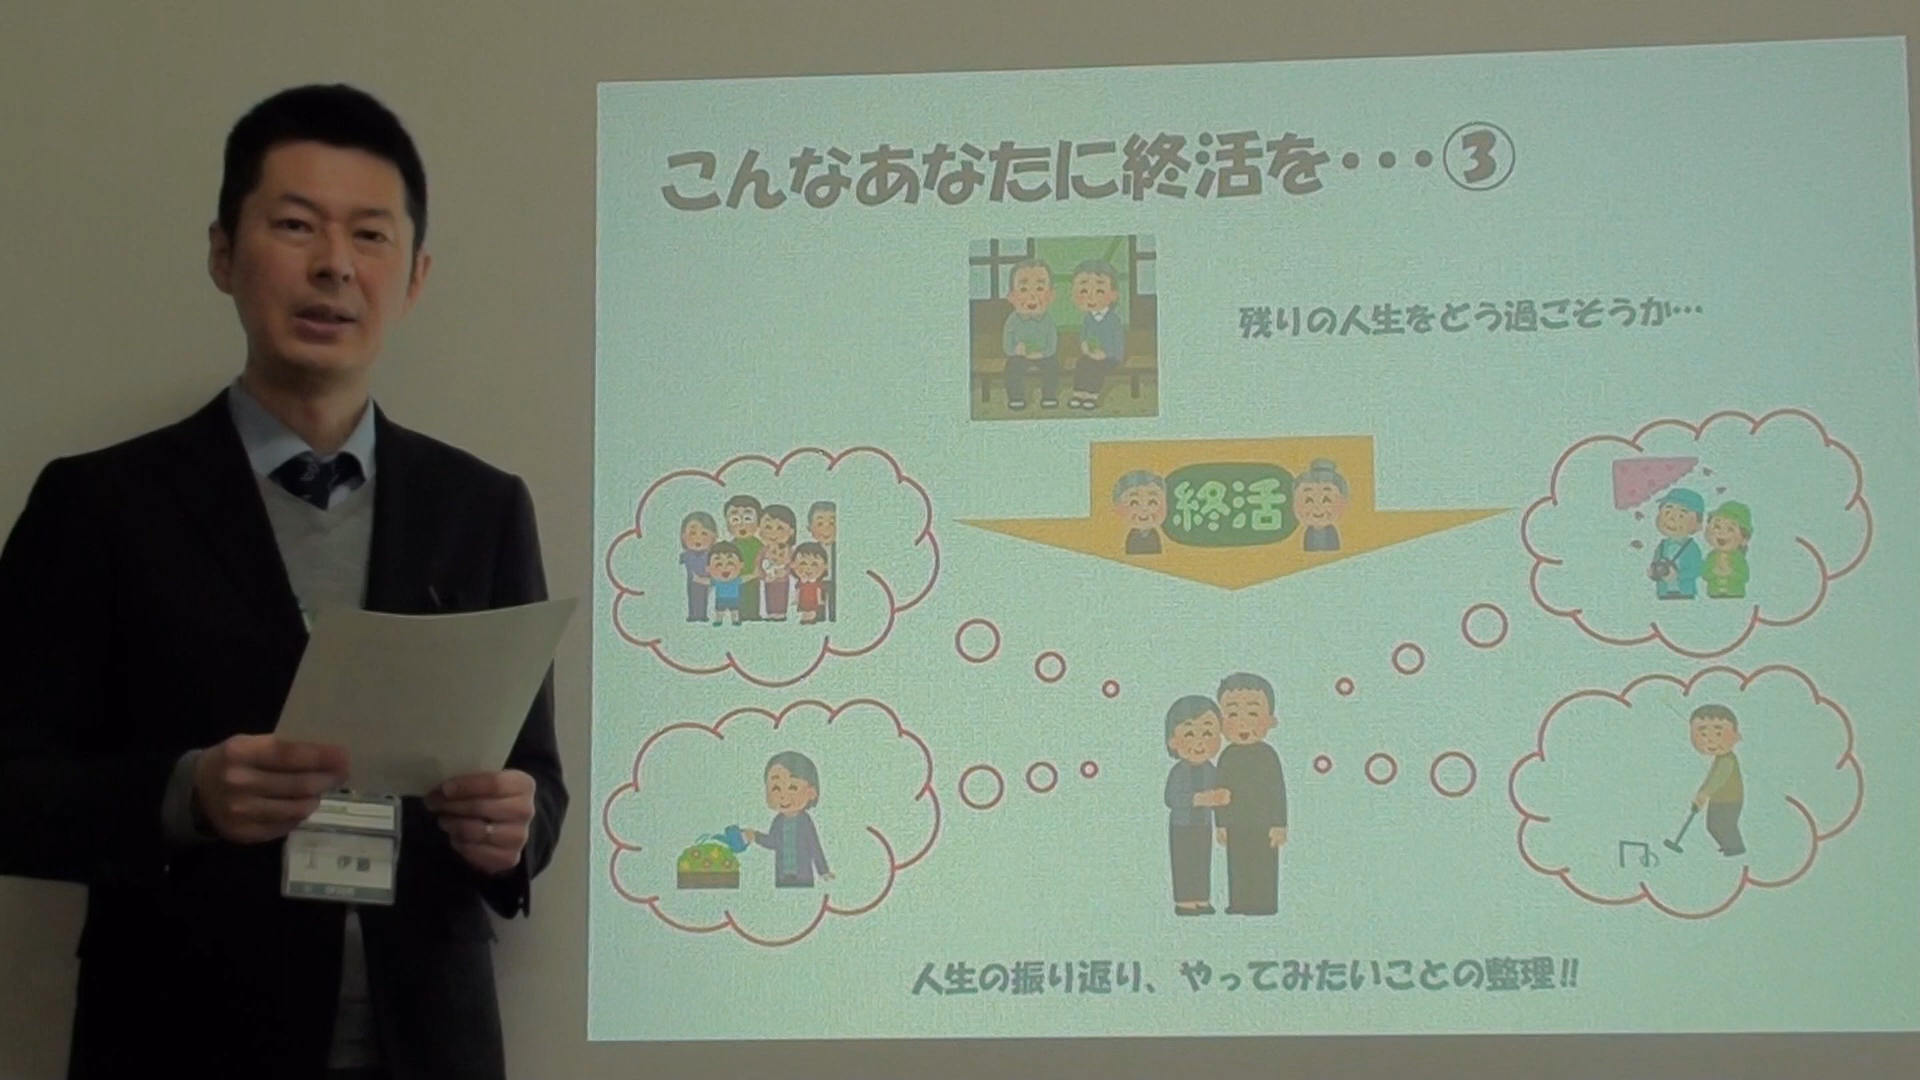 こんなあなたに終活を・・・③
残りの人生をどう過ごそうか…
終活
人生の振り返り、やってみたいことの整理!!
伊藤